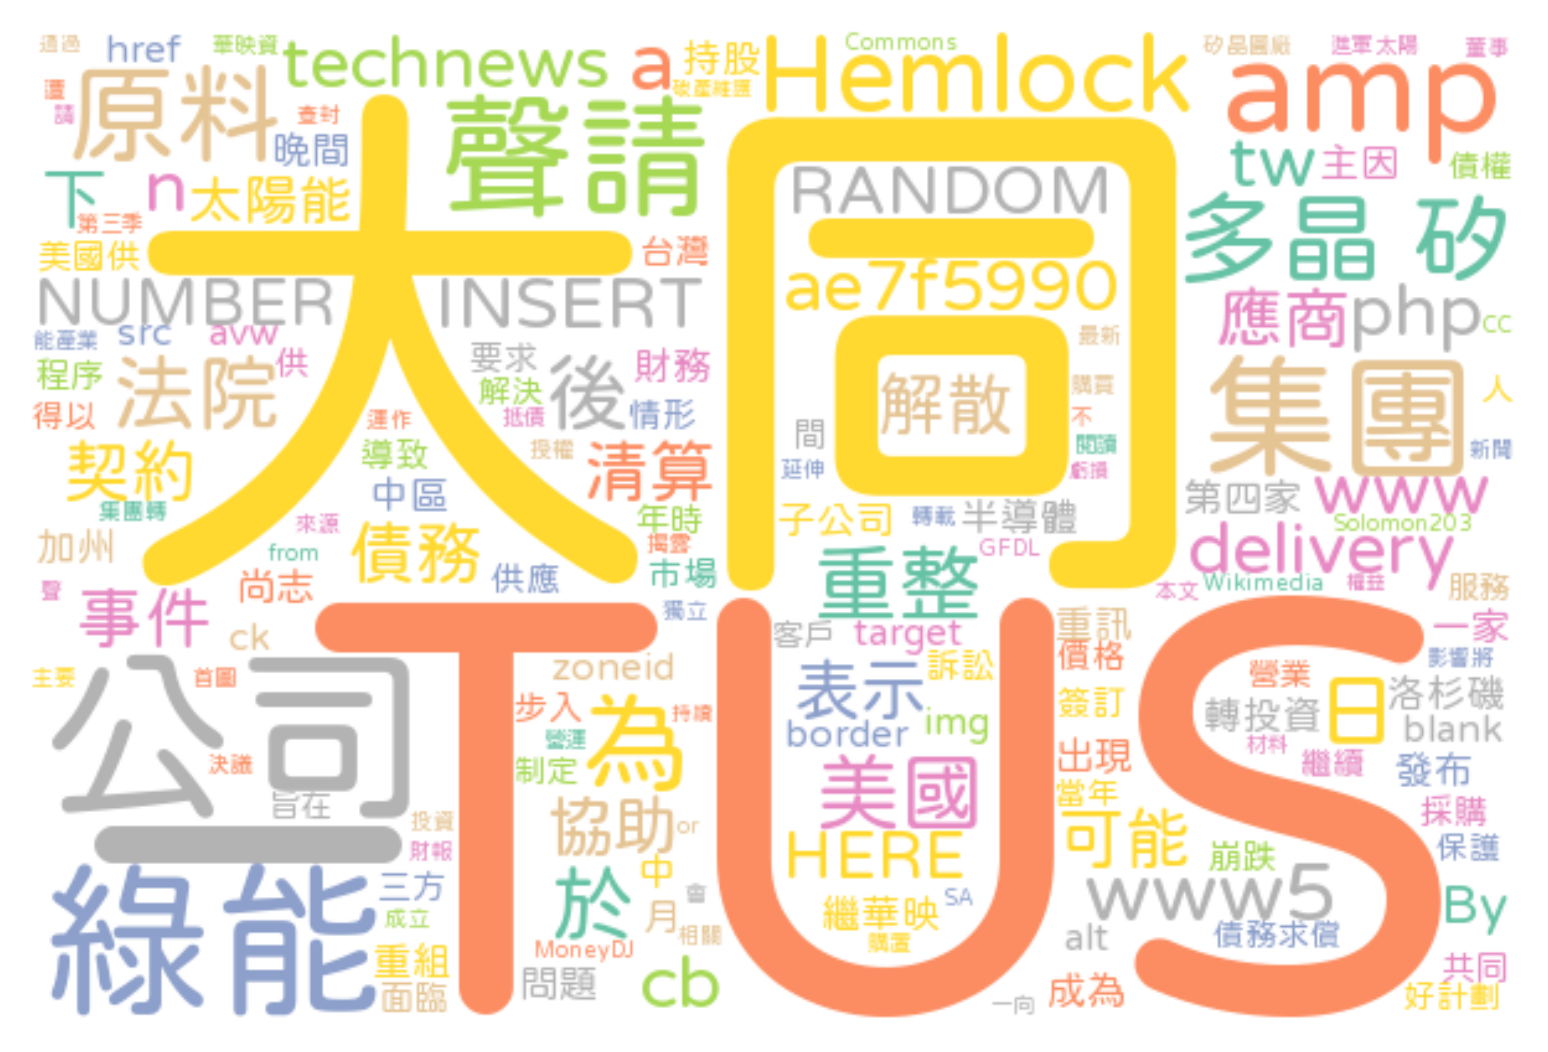 大同
TUS
公司
綠能
聲請
集團
原料
多晶 矽
Hemlock
amp
technews
a
持股
Commons
矽晶圓廠
進軍太陽
董事
透過
href
華映資
遭
請
查封
碳產維護
晚間
下
n
太陽能
第三季
tw
主因
債權
RANDOM
美國供
台灣
ae7f5990
NUMBER
INSERT
應商
php
cc
能產業
src
avw
最新
程序
法院
供
要求
解決
後
財務
解散
購買
人
得以
運作
抵償
情形
不
間
閱讀
契約
導致
授權
清算
延伸
虧損
新聞
集團轉
中區
第四家
www
加州
來源
債務
年時
子公司
轉載
半導體
Solomon203
from
揭露
GFDL
delivery
聲
尚志
供應
市場
重整
本文
Wikimedia
權益
服務
事件
獨立
ck
客戶
target
重訊
一家
主要
首圖
zoneid
表示
訴訟
價格
營業
影響將
步入
為
持續
border
img
簽訂
轉投資
日
洛杉磯
blank
決議
營運
制定
美國
出現
材料
繼續
發布
旨在
一
投資
協助
or
HERE
當年
可能
採購
財報
中
崩跌
保護
三方
於
會
繼華映
SA
www5
By
成立
月
相關
購置
債務求償
重組
MoneyDJ
alt
共同
面臨
問題
cb
一向
成為
好計劃